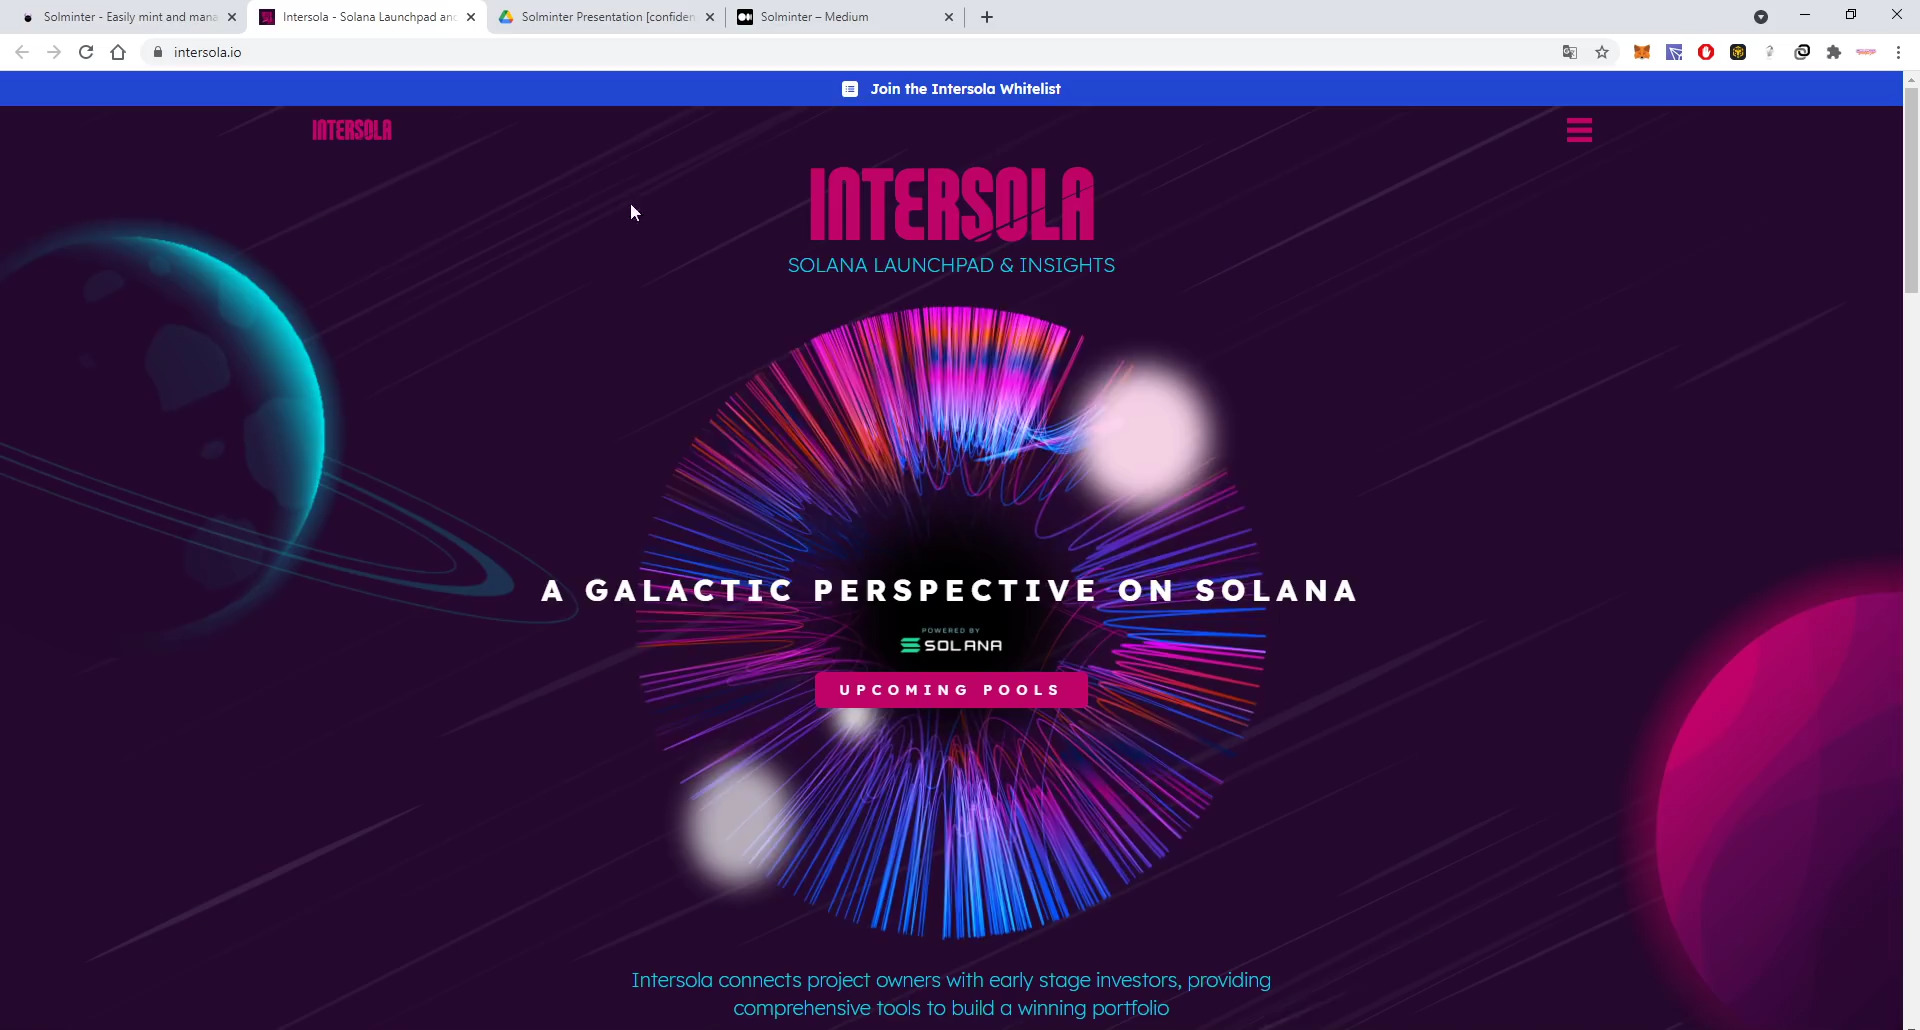 Solminter - Easily mint and mana
Intersola - Solana Launchpad and
Solminter Presentation [confiden
Solminter – Medium
intersola.io
Join the Intersola Whitelist
INTERSOLA
INTERSOLA
SOLANA LAUNCHPAD & INSIGHTS
A GALACTIC PERSPECTIVE ON SOLANA
POWERED BY
SOLANA
UPCOMING POOLS
Intersola connects project owners with early stage investors, providing
comprehensive tools to build a winning portfolio